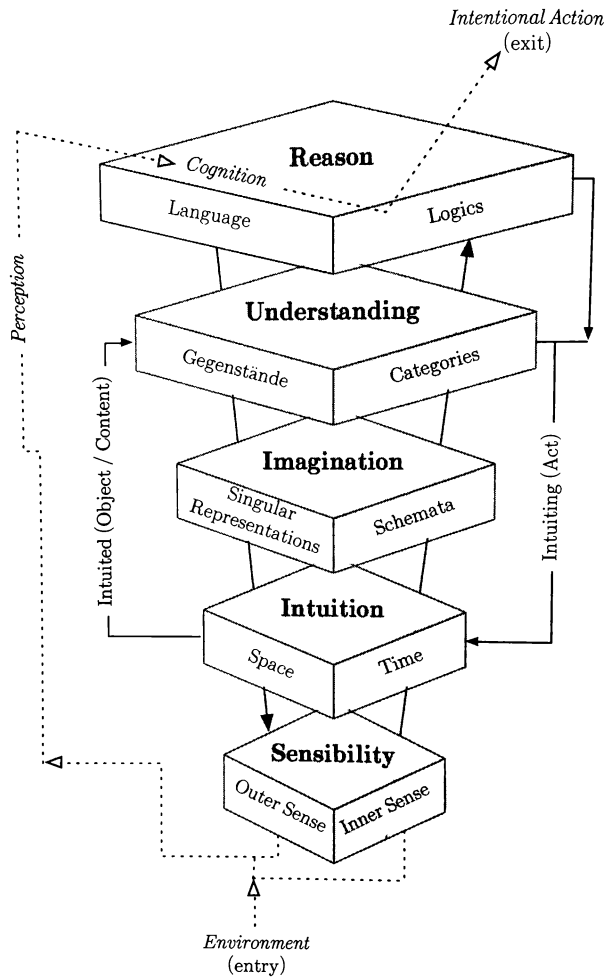 Intentional Action
(exit)
Reason
Cognition
Language
Logics
Perception
Understanding
Gegenstände
Categories
Imagination
Singular
Representations
Schemata
Intuited (Object / Content)
Intuiting (Act)
Intuition
Space
Time
Sensibility
Outer Sense
Inner Sense
Environment
(entry)